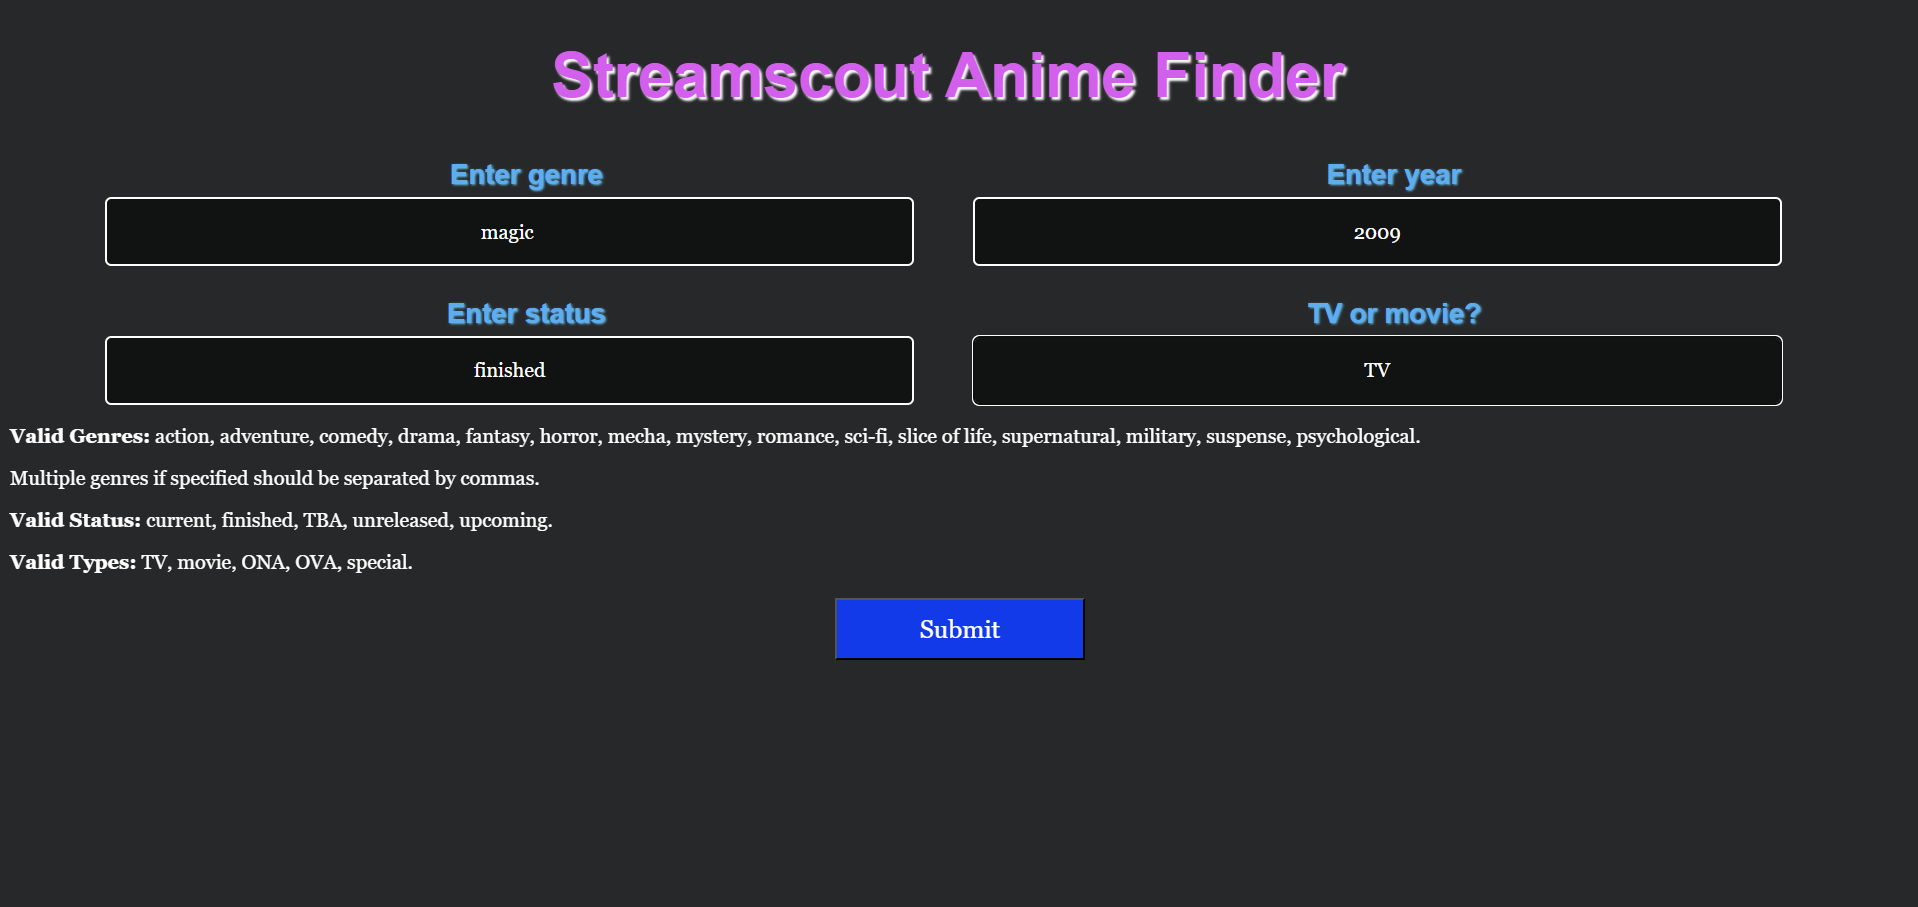 Streamscout Anime Finder
Enter genre
magic
Enter year
2009
Enter status
finished
TV or movie?
TV
Valid Genres: action, adventure, comedy, drama, fantasy, horror, mecha, mystery, romance, sci-fi, slice of life, supernatural, military, suspense, psychological.
Multiple genres if specified should be separated by commas.
Valid Status: current, finished, TBA, unreleased, upcoming.
Valid Types: TV, movie, ONA, OVA, special.
Submit